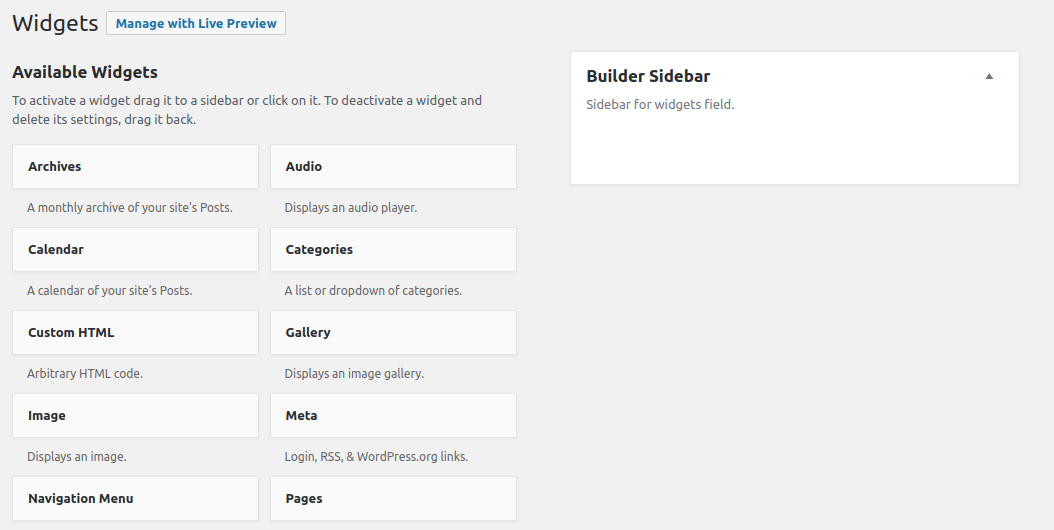 Widgets Manage with Live Preview
Available Widgets
To activate a widget drag it to a sidebar or click on it. To deactivate a widget and
delete its settings, drag it back.
Archives
A monthly archive of your site's Posts.
Audio
Displays an audio player.
Calendar
A calendar of your site's Posts.
Categories
A list or dropdown of categories.
Custom HTML
Arbitrary HTML code.
Gallery
Displays an image gallery.
Image
Displays an image.
Meta
Login, RSS, & WordPress.org links.
Navigation Menu
Pages
Builder Sidebar
Sidebar for widgets field.